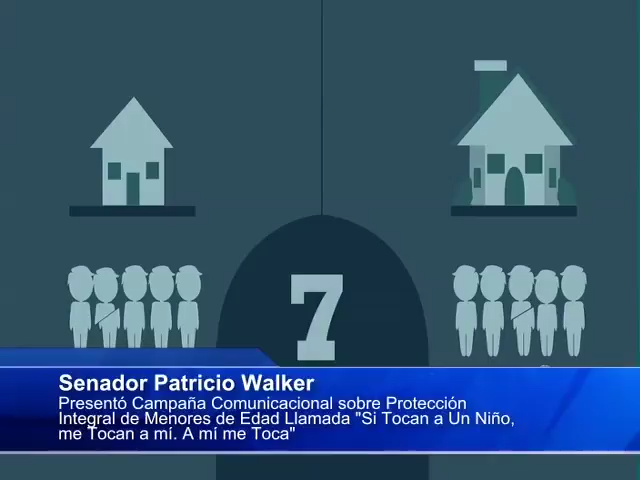 7
Senador Patricio Walker
Presentó Campaña Comunicacional sobre Protección
Integral de Menores de Edad Llamada "Si Tocan a Un Niño,
me Tocan a mí. A mí me Toca"